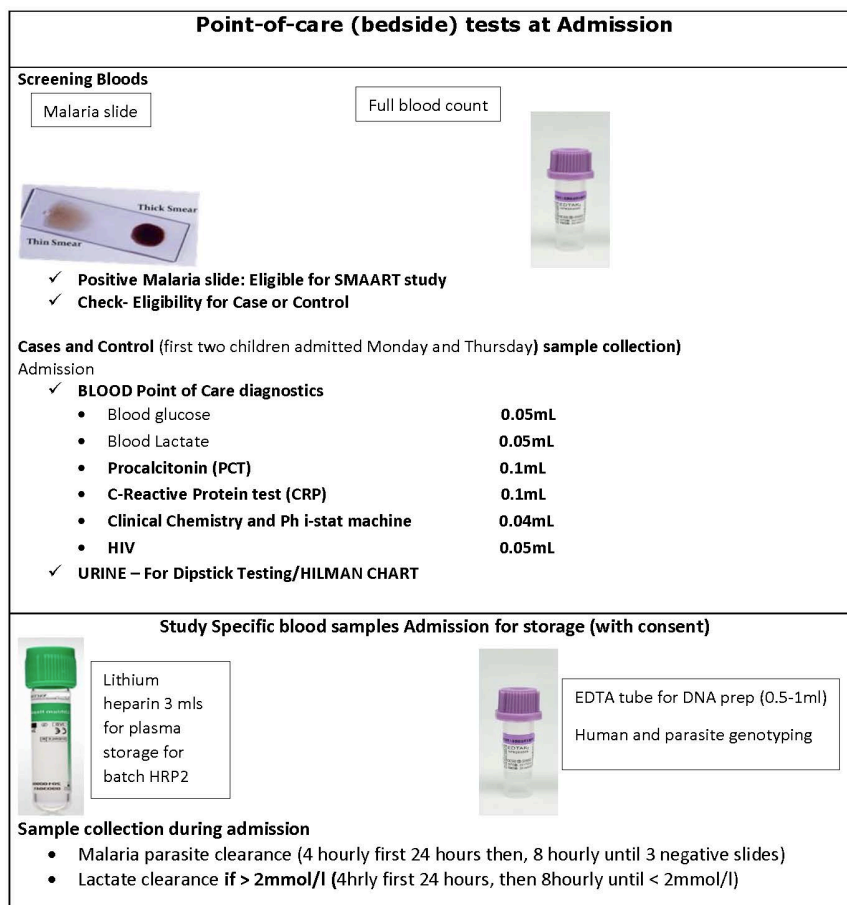 Point-of-care (bedside) tests at Admission
Screening Bloods
Malaria slide
Full blood count
Thick Smear
Thin Smear
✓ Positive Malaria slide: Eligible for SMAART study
✓ Check- Eligibility for Case or Control
Cases and Control (first two children admitted Monday and Thursday) sample collection)
Admission
✓ BLOOD Point of Care diagnostics
• Blood glucose 0.05mL
• Blood Lactate 0.05mL
• Procalcitonin (PCT) 0.1mL
• C-Reactive Protein test (CRP) 0.1mL
• Clinical Chemistry and Ph i-stat machine 0.04mL
• HIV 0.05mL
✓ URINE – For Dipstick Testing/HILMAN CHART
Study Specific blood samples Admission for storage (with consent)
Lithium
heparin 3 mls
for plasma
storage for
batch HRP2
EDTA tube for DNA prep (0.5-1ml)
Human and parasite genotyping
Sample collection during admission
• Malaria parasite clearance (4 hourly first 24 hours then, 8 hourly until 3 negative slides)
• Lactate clearance if > 2mmol/l (4hrly first 24 hours, then 8hourly until < 2mmol/l)